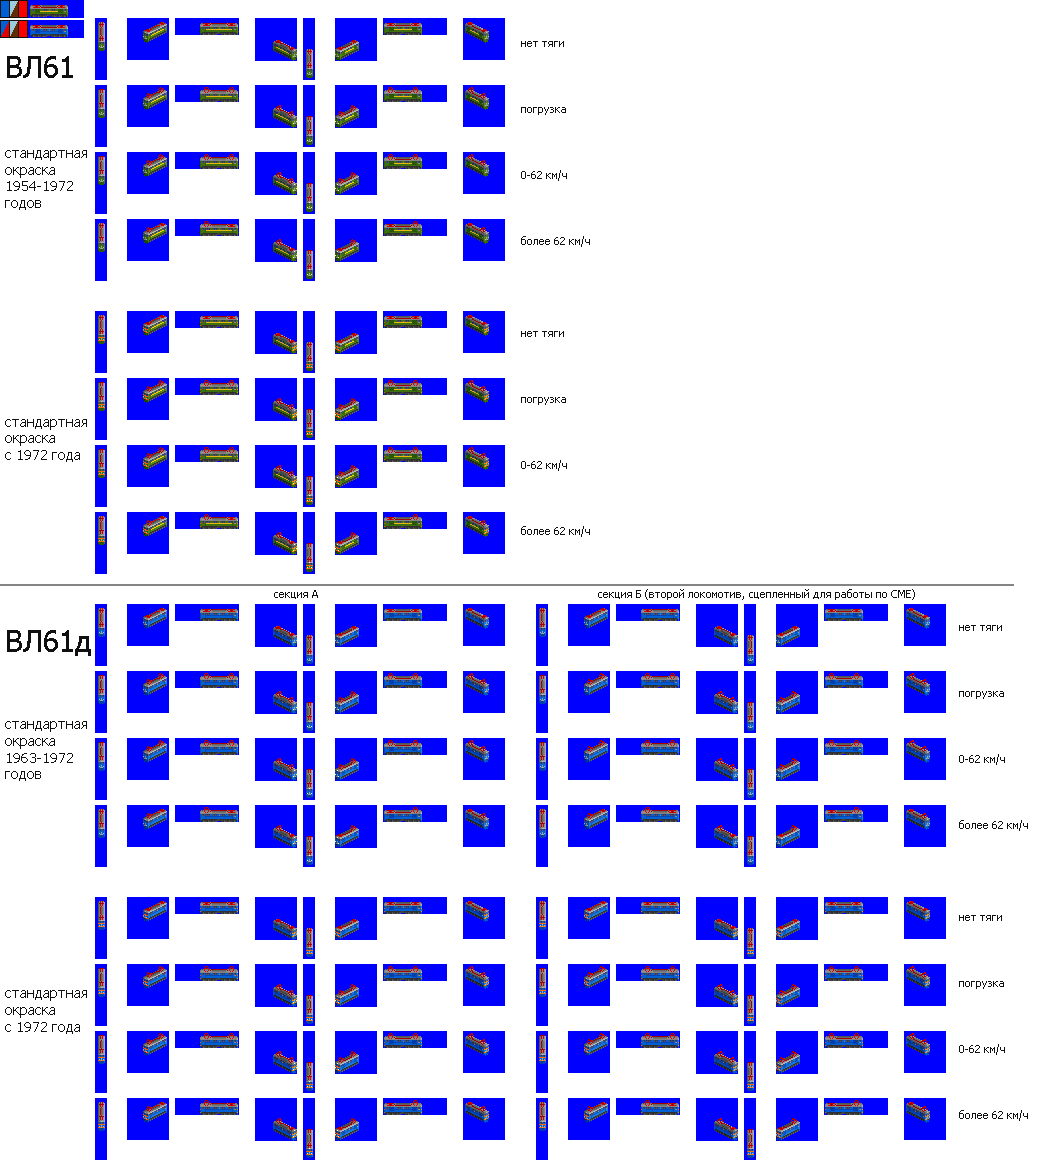 ВЛ61
нет тяги
погрузка
стандартная
окраска
1954-1972
годов
0-62 км/ч
более 62 км/ч
нет тяги
погрузка
стандартная
окраска
с 1972 года
0-62 км/ч
более 62 км/ч
секция А
секция Б (второй локомотив, сцепленный для работы по СМЕ)
ВЛ61д
нет тяги
погрузка
стандартная
окраска
1963-1972
годов
0-62 км/ч
более 62 км/ч
нет тяги
погрузка
стандартная
окраска
с 1972 года
0-62 км/ч
более 62 км/ч